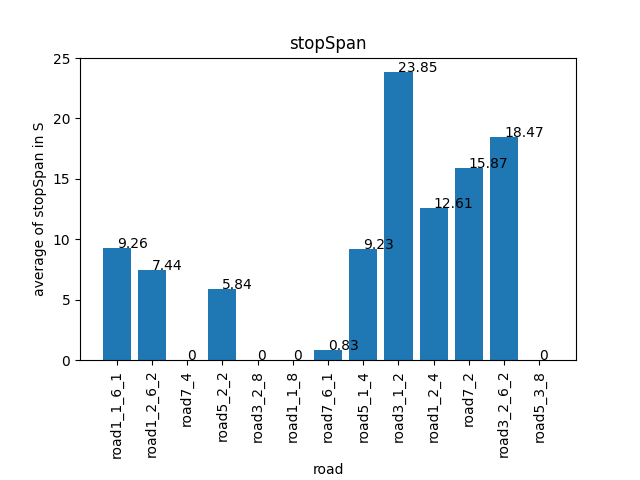 stopSpan
average of stopSpan in S
25
20
15
10
5
0
9.26
7.44
0
5.84
0
0
0.83
9.23
23.85
12.61
15.87
18.47
0
road1_1_6_1
road1_2_6_2
road7_4
road5_2_2
road3_2_8
road1_1_8
road7_6_1
road5_1_4
road3_1_2
road1_2_4
road7_2
road3_2_6_2
road5_3_8
road